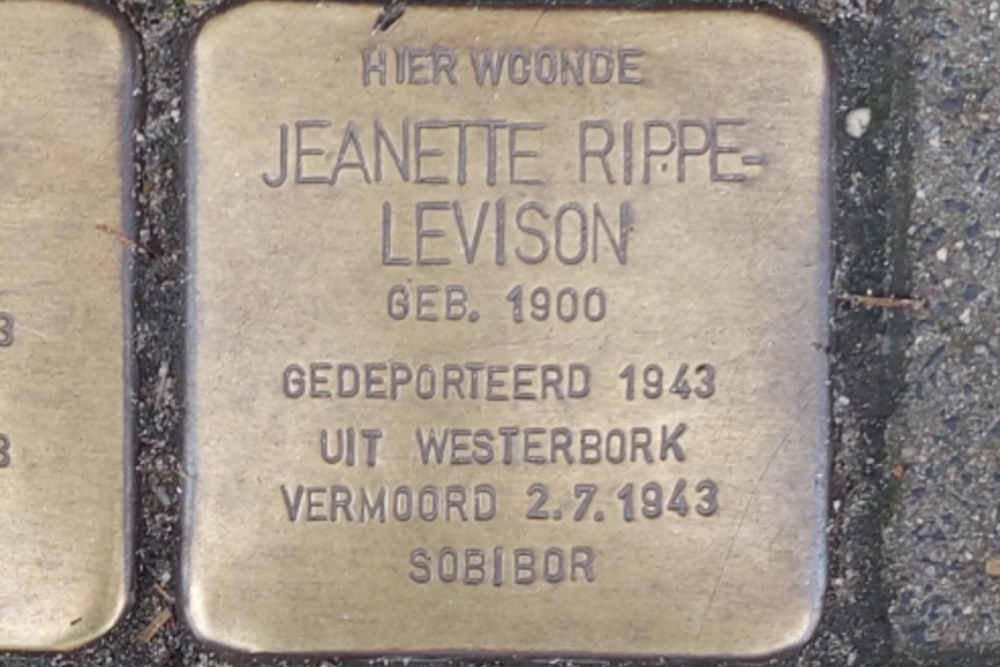 HIER WOONDE
JEANETTE RIPPE-
LEVISON
GEB. 1900
GEDEPORTEERD 1943
UIT WESTERBORK
VERMOORD 2.7.1943
SOBIBOR